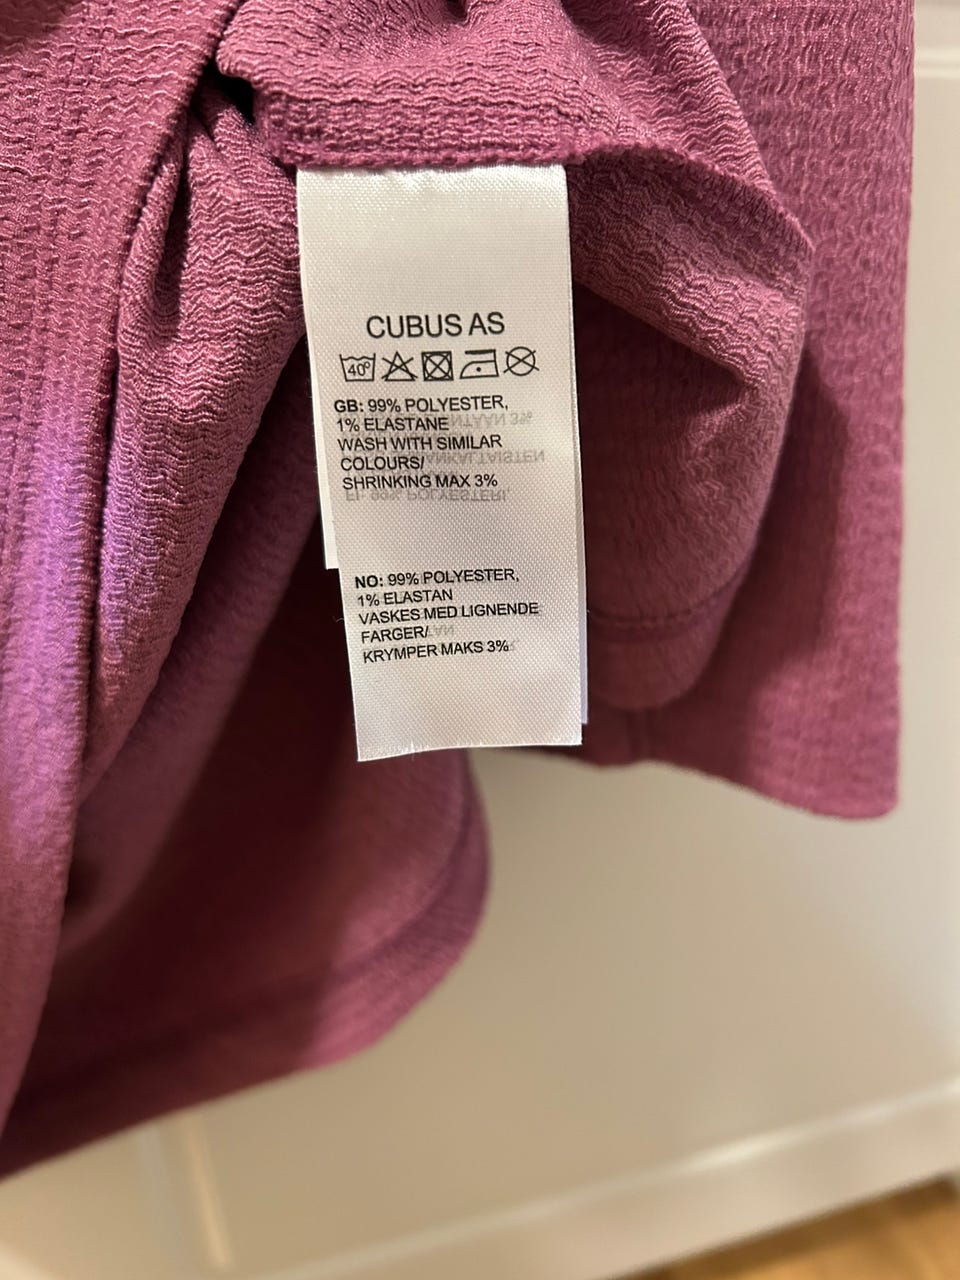 CUBUS AS
40°
GB: 99% POLYESTER,
1% ELASTANE
WASH WITH SIMILAR
COLOURS/
SHRINKING MAX 3%
NO: 99% POLYESTER,
1% ELASTAN
VASKES MED LIGNENDE
FARGER/
KRYMPER MAKS 3%